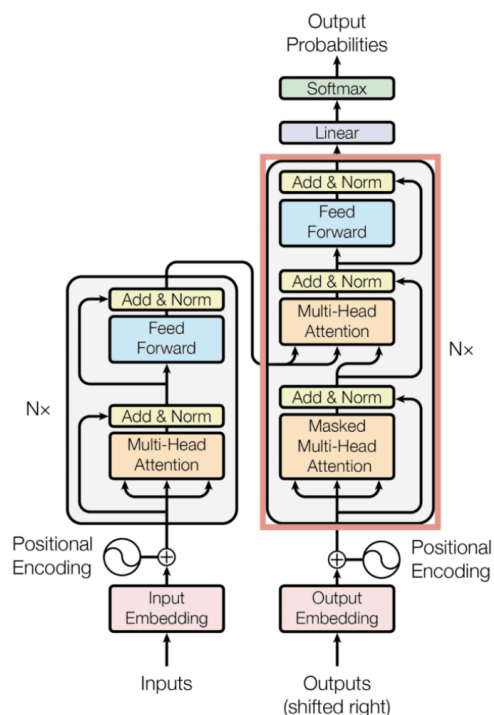 Output
Probabilities
Softmax
Linear
Add & Norm
Feed
Forward
Add & Norm
Multi-Head
Attention
Add & Norm
Masked
Multi-Head
Attention
N×
Positional
Encoding
Output
Embedding
Outputs
(shifted right)
Add & Norm
Feed
Forward
Add & Norm
Multi-Head
Attention
N×
Positional
Encoding
Input
Embedding
Inputs